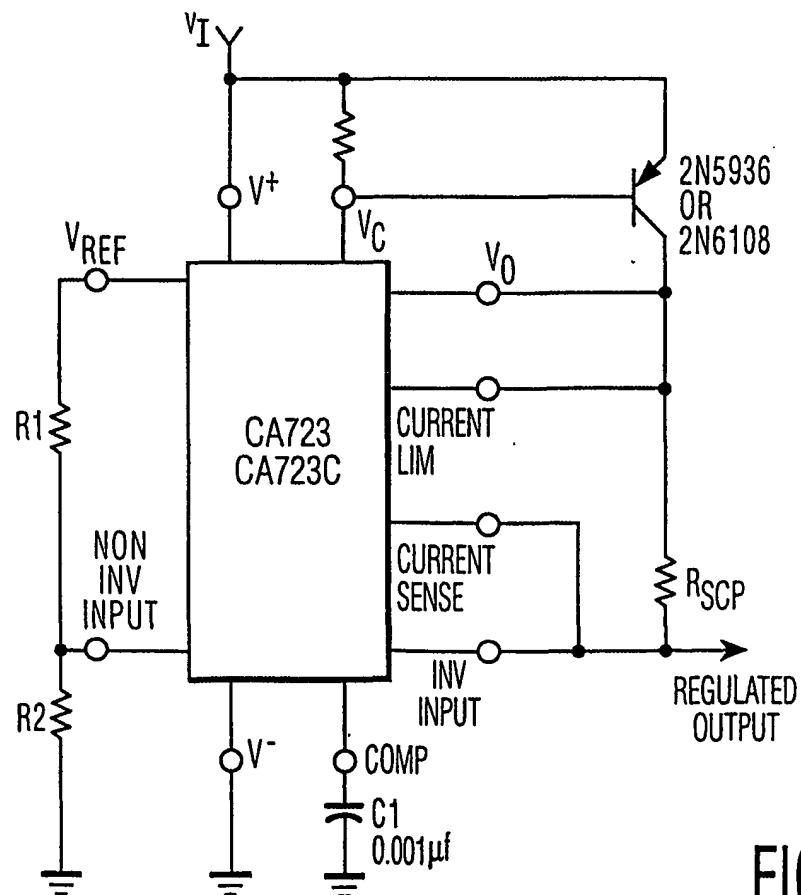 VI
V+
VC
VREF
2N5936
OR
2N6108
VO
R1
CA723
CA723C
CURRENT
LIM
NON
INV
INPUT
CURRENT
SENSE
RSCP
INV
INPUT
REGULATED
OUTPUT
R2
V-
COMP
C1
0.001µf